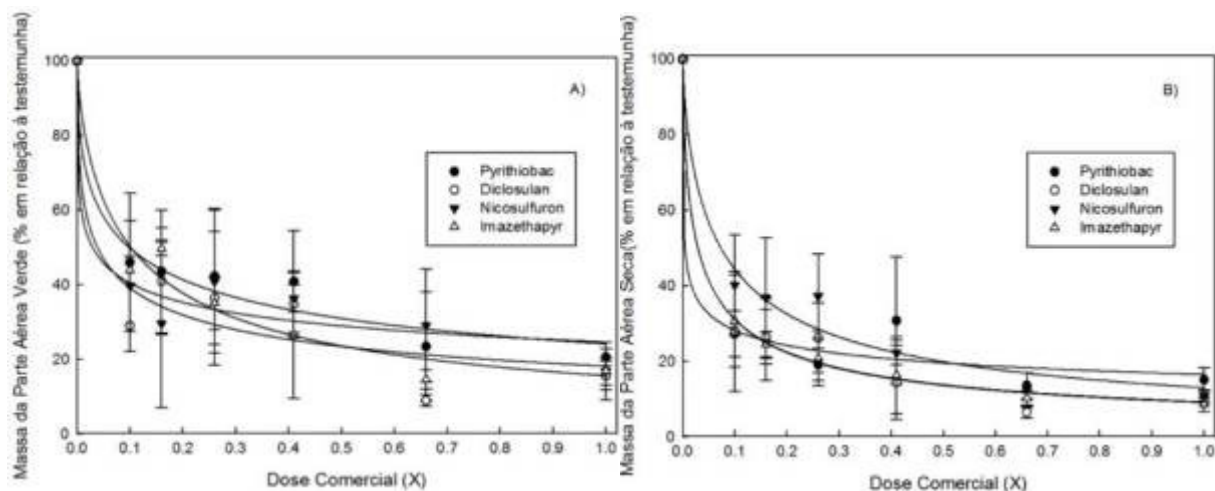 Massa da Parte Aérea Verde (% em relação à testemunha)
100
80
60
40
20
0
A)
Pyrithiobac
Diclosulan
Nicosulfuron
Imazethapyr
0.0 0.1 0.2 0.3 0.4 0.5 0.6 0.7 0.8 0.9 1.0
Dose Comercial (X)
Massa da Parte Aérea Seca(% em relação à testemunha)
100
80
60
40
20
0
B)
Pyrithiobac
Diclosulan
Nicosulfuron
Imazethapyr
0.0 0.1 0.2 0.3 0.4 0.5 0.6 0.7 0.8 0.9 1.0
Dose Comercial (X)